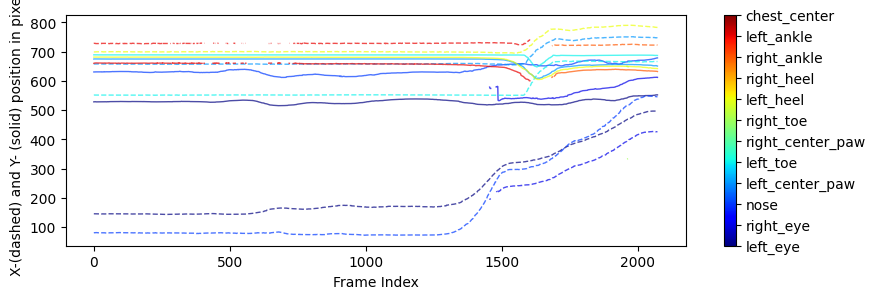 X-(dashed) and Y- (solid) position in pixe
800
700
600
500
400
300
200
100
0
500
1000
1500
2000
Frame Index
chest_center
left_ankle
right_ankle
right_heel
left_heel
right_toe
right_center_paw
left_toe
left_center_paw
nose
right_eye
left_eye